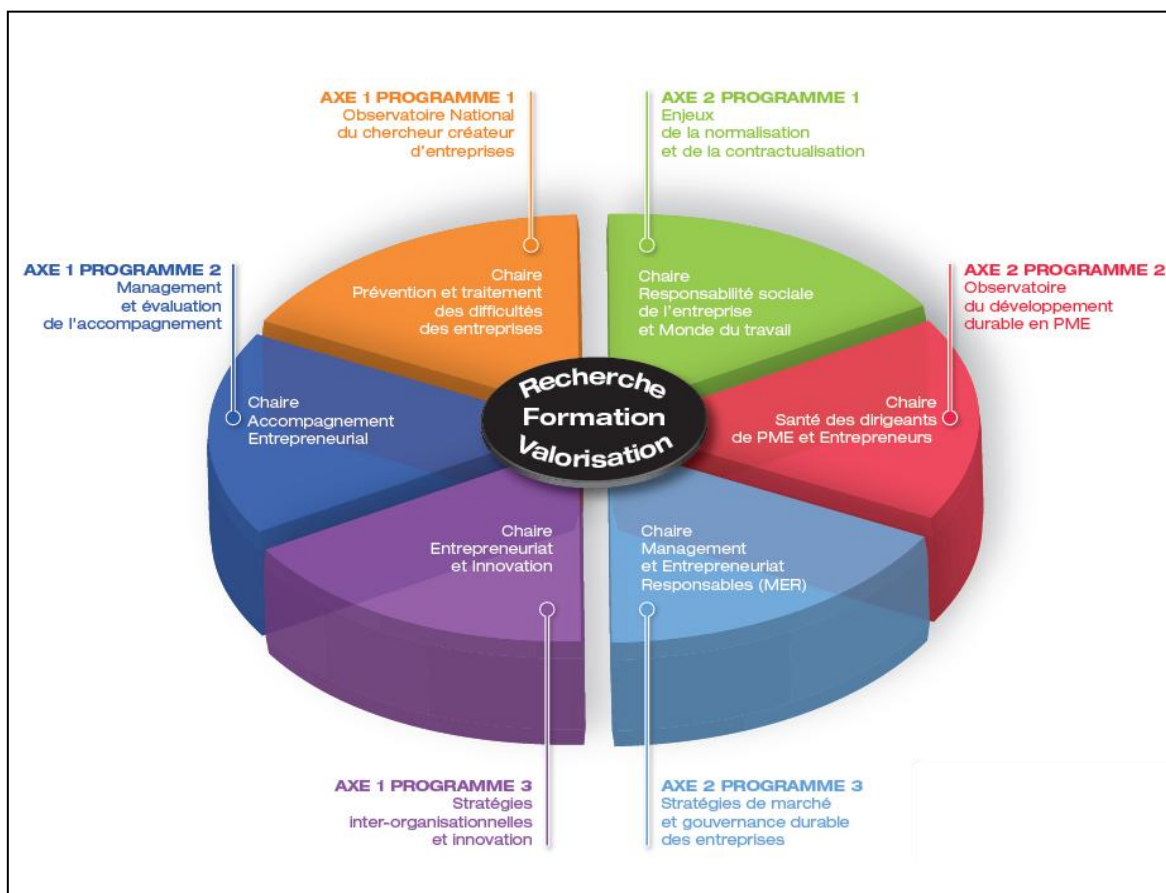 AXE 1 PROGRAMME 1
Observatoire National
du chercheur créateur
d'entreprises
AXE 2 PROGRAMME 1
Enjeux
de la normalisation
et de la contractualisation
AXE 1 PROGRAMME 2
Management
et évaluation
de l'accompagnement
Chaire
Prévention et traitement
des difficultés
des entreprises
Chaire
Responsabilité sociale
de l'entreprise
et Monde du travail
AXE 2 PROGRAMME 2
Observatoire
du développement
durable en PME
Chaire
Accompagnement
Entrepreneurial
Recherche
Formation
Valorisation
Chaire
Santé des dirigeants
de PME et Entrepreneurs
Chaire
Entrepreneuriat
et Innovation
Chaire
Management
et Entrepreneuriat
Responsables (MER)
AXE 1 PROGRAMME 3
Stratégies
inter-organisationnelles
et innovation
AXE 2 PROGRAMME 3
Stratégies de marché
et gouvernance durable
des entreprises